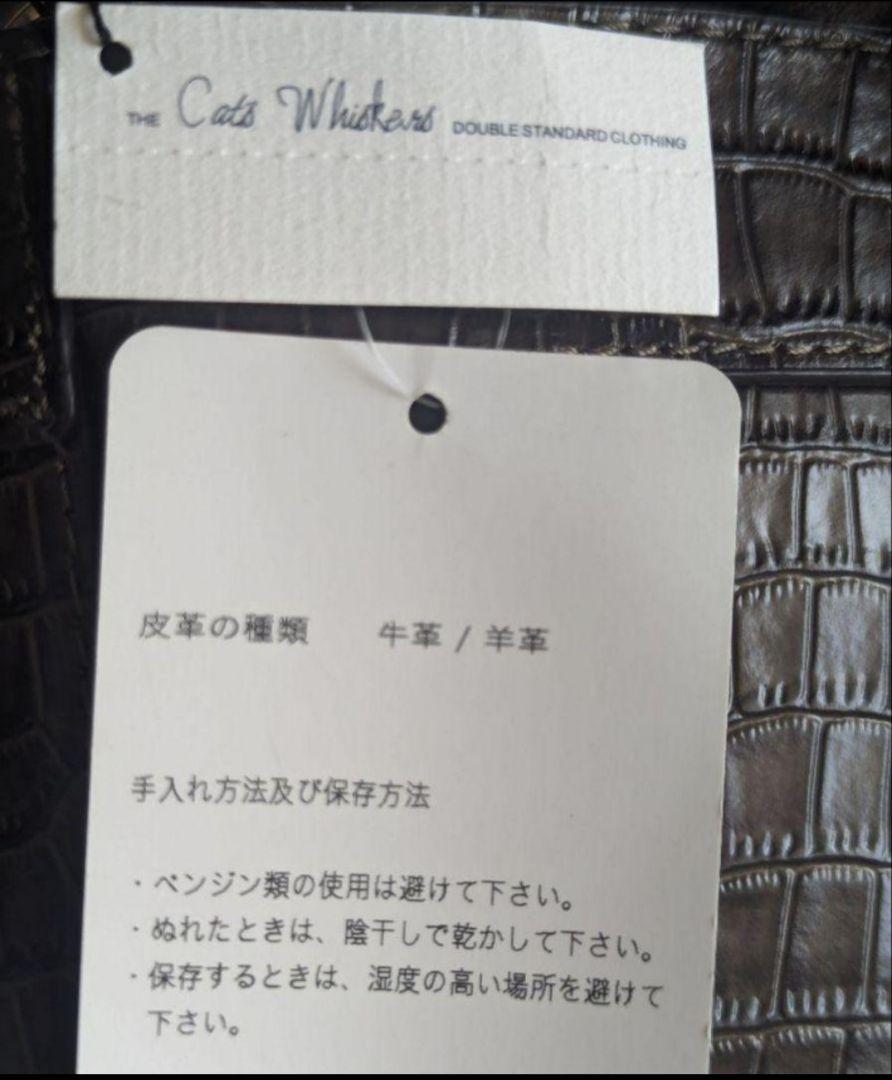 THE Cats Whiskers DOUBLE STANDARD CLOTHING
皮革の種類 牛革 / 羊革
手入れ方法及び保存方法
・ベンジン類の使用は避けて下さい。
・ぬれたときは、陰干しで乾かして下さい。
・保存するときは、湿度の高い場所を避けて
下さい。